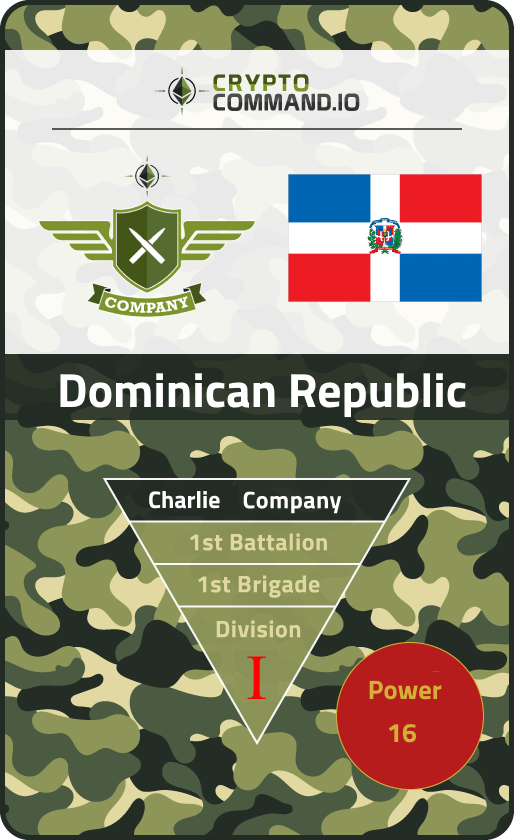 CRYPTO
COMMAND.IO
COMPANY
Dominican Republic
Charlie Company
1st Battalion
1st Brigade
Division
I
Power
16